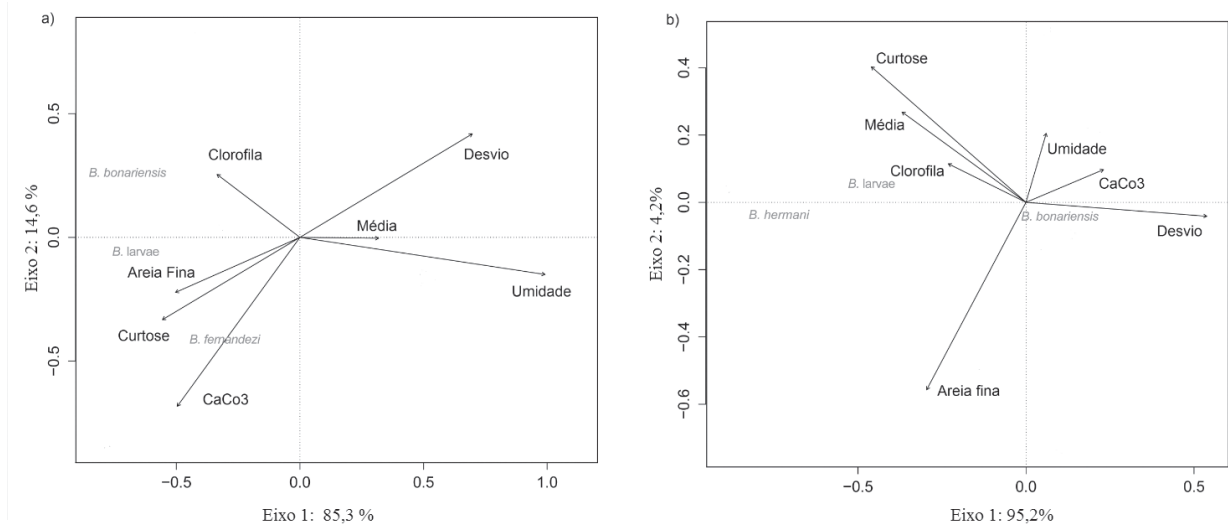 a)
0.5
0.0
−0.5
Eixo 2: 14,6 %
Clorofila
B. bonariensis
Desvio
Média
B. larvae
Areia Fina
Umidade
Curtose
B. fernandezi
CaCo3
−0.5
0.0
0.5
1.0
Eixo 1: 85,3 %
b)
0.4
0.2
0.0
−0.2
−0.4
−0.6
Eixo 2: 4,2%
Curtose
Média
Umidade
Clorofila
B. larvae
CaCo3
B. hermani
B. bonariensis
Desvio
Areia fina
−0.5
0.0
0.5
Eixo 1: 95,2%